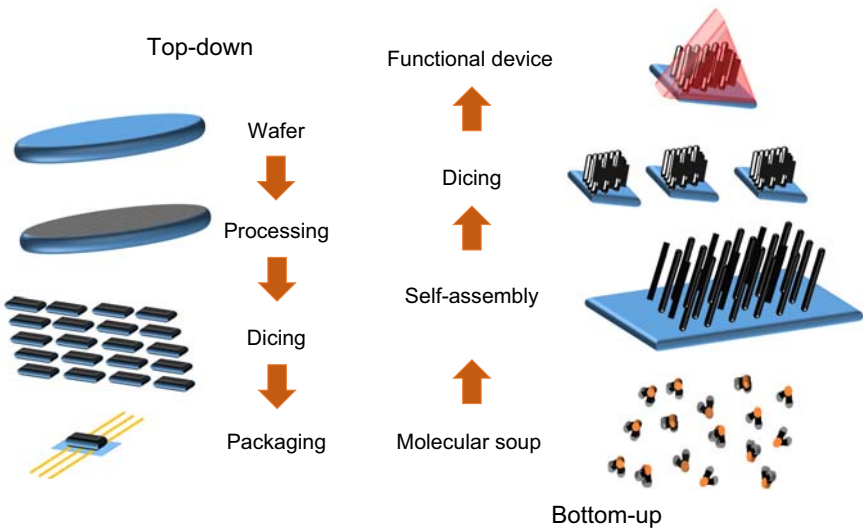 Top-down
Wafer
Processing
Dicing
Packaging
Functional device
Dicing
Self-assembly
Molecular soup
Bottom-up